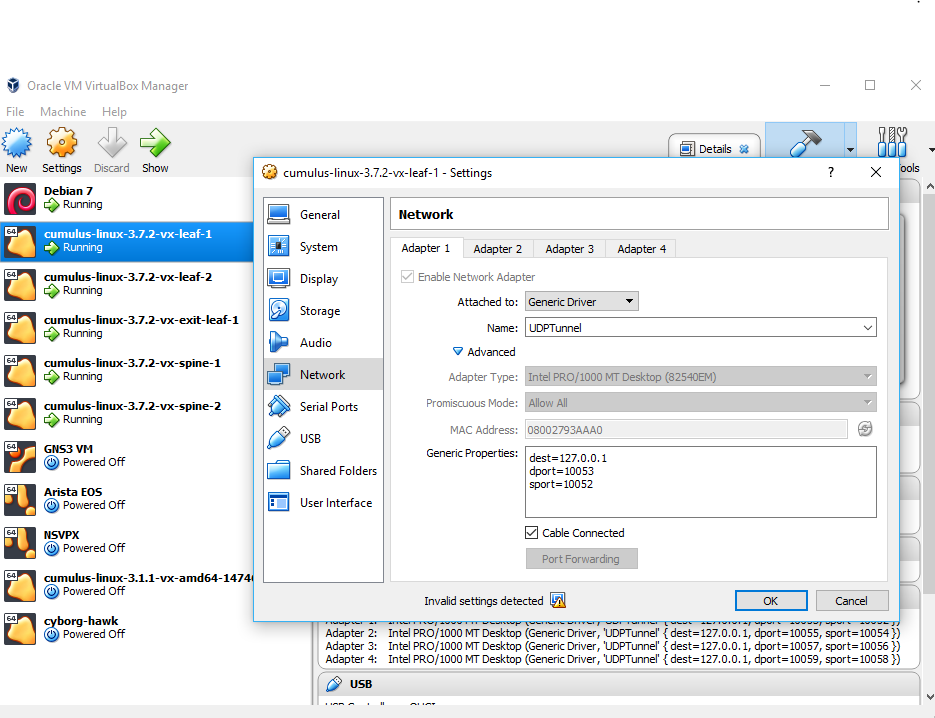 Oracle VM VirtualBox Manager
File Machine Help
New Settings Discard Show
Details
ools
Debian 7
Running
64
cumulus-linux-3.7.2-vx-leaf-1
Running
64
cumulus-linux-3.7.2-vx-leaf-2
Running
64
cumulus-linux-3.7.2-vx-exit-leaf-1
Running
64
cumulus-linux-3.7.2-vx-spine-1
Running
64
cumulus-linux-3.7.2-vx-spine-2
Running
64
GNS3 VM
Powered Off
64
Arista EOS
Powered Off
64
NSVPX
Powered Off
64
cumulus-linux-3.1.1-vx-amd64-1474
Powered Off
64
cyborg-hawk
Powered Off
cumulus-linux-3.7.2-vx-leaf-1 - Settings
?
General
System
Display
Storage
Audio
Network
Serial Ports
USB
Shared Folders
User Interface
Network
Adapter 1 Adapter 2 Adapter 3 Adapter 4
Enable Network Adapter
Attached to: Generic Driver
Name: UDPTunnel
Advanced
Adapter Type: Intel PRO/1000 MT Desktop (82540EM)
Promiscuous Mode: Allow All
MAC Address: 08002793AAA0
Generic Properties: dest=127.0.0.1
dport=10053
sport=10052
Cable Connected
Port Forwarding
Invalid settings detected
OK Cancel
Adapter 2: Intel PRO/1000 MT Desktop (Generic Driver, 'UDPTunnel' { dest=127.0.0.1, dport=10055, sport=10054 })
Adapter 3: Intel PRO/1000 MT Desktop (Generic Driver, 'UDPTunnel' { dest=127.0.0.1, dport=10057, sport=10056 })
Adapter 4: Intel PRO/1000 MT Desktop (Generic Driver, 'UDPTunnel' { dest=127.0.0.1, dport=10059, sport=10058 })
USB